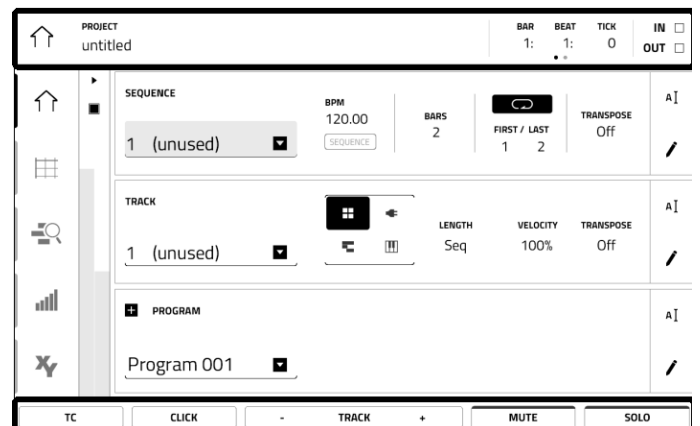 PROJECT
untitled
BAR BEAT TICK
1: 1: 0
IN
OUT
SEQUENCE
1 (unused)
BPM
120.00
SEQUENCE
BARS
2
FIRST / LAST
1 2
TRANSPOSE
Off
A
TRACK
1 (unused)
LENGTH
Seq
VELOCITY
100%
TRANSPOSE
Off
A
PROGRAM
Program 001
A
XY
TC CLICK - TRACK + MUTE SOLO